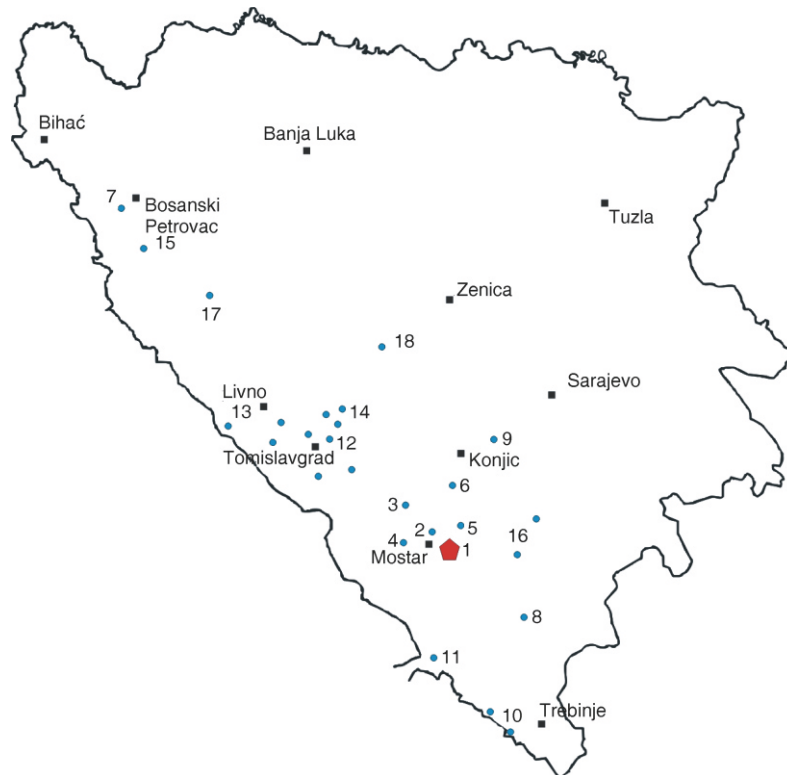 Bihać
Banja Luka
7
Bosanski
Petrovac
Tuzla
15
Zenica
17
18
Livno
Sarajevo
13
14
12
9
Tomislavgrad
Konjic
6
3
2
5
16
4
Mostar
1
8
11
10
Trebinje